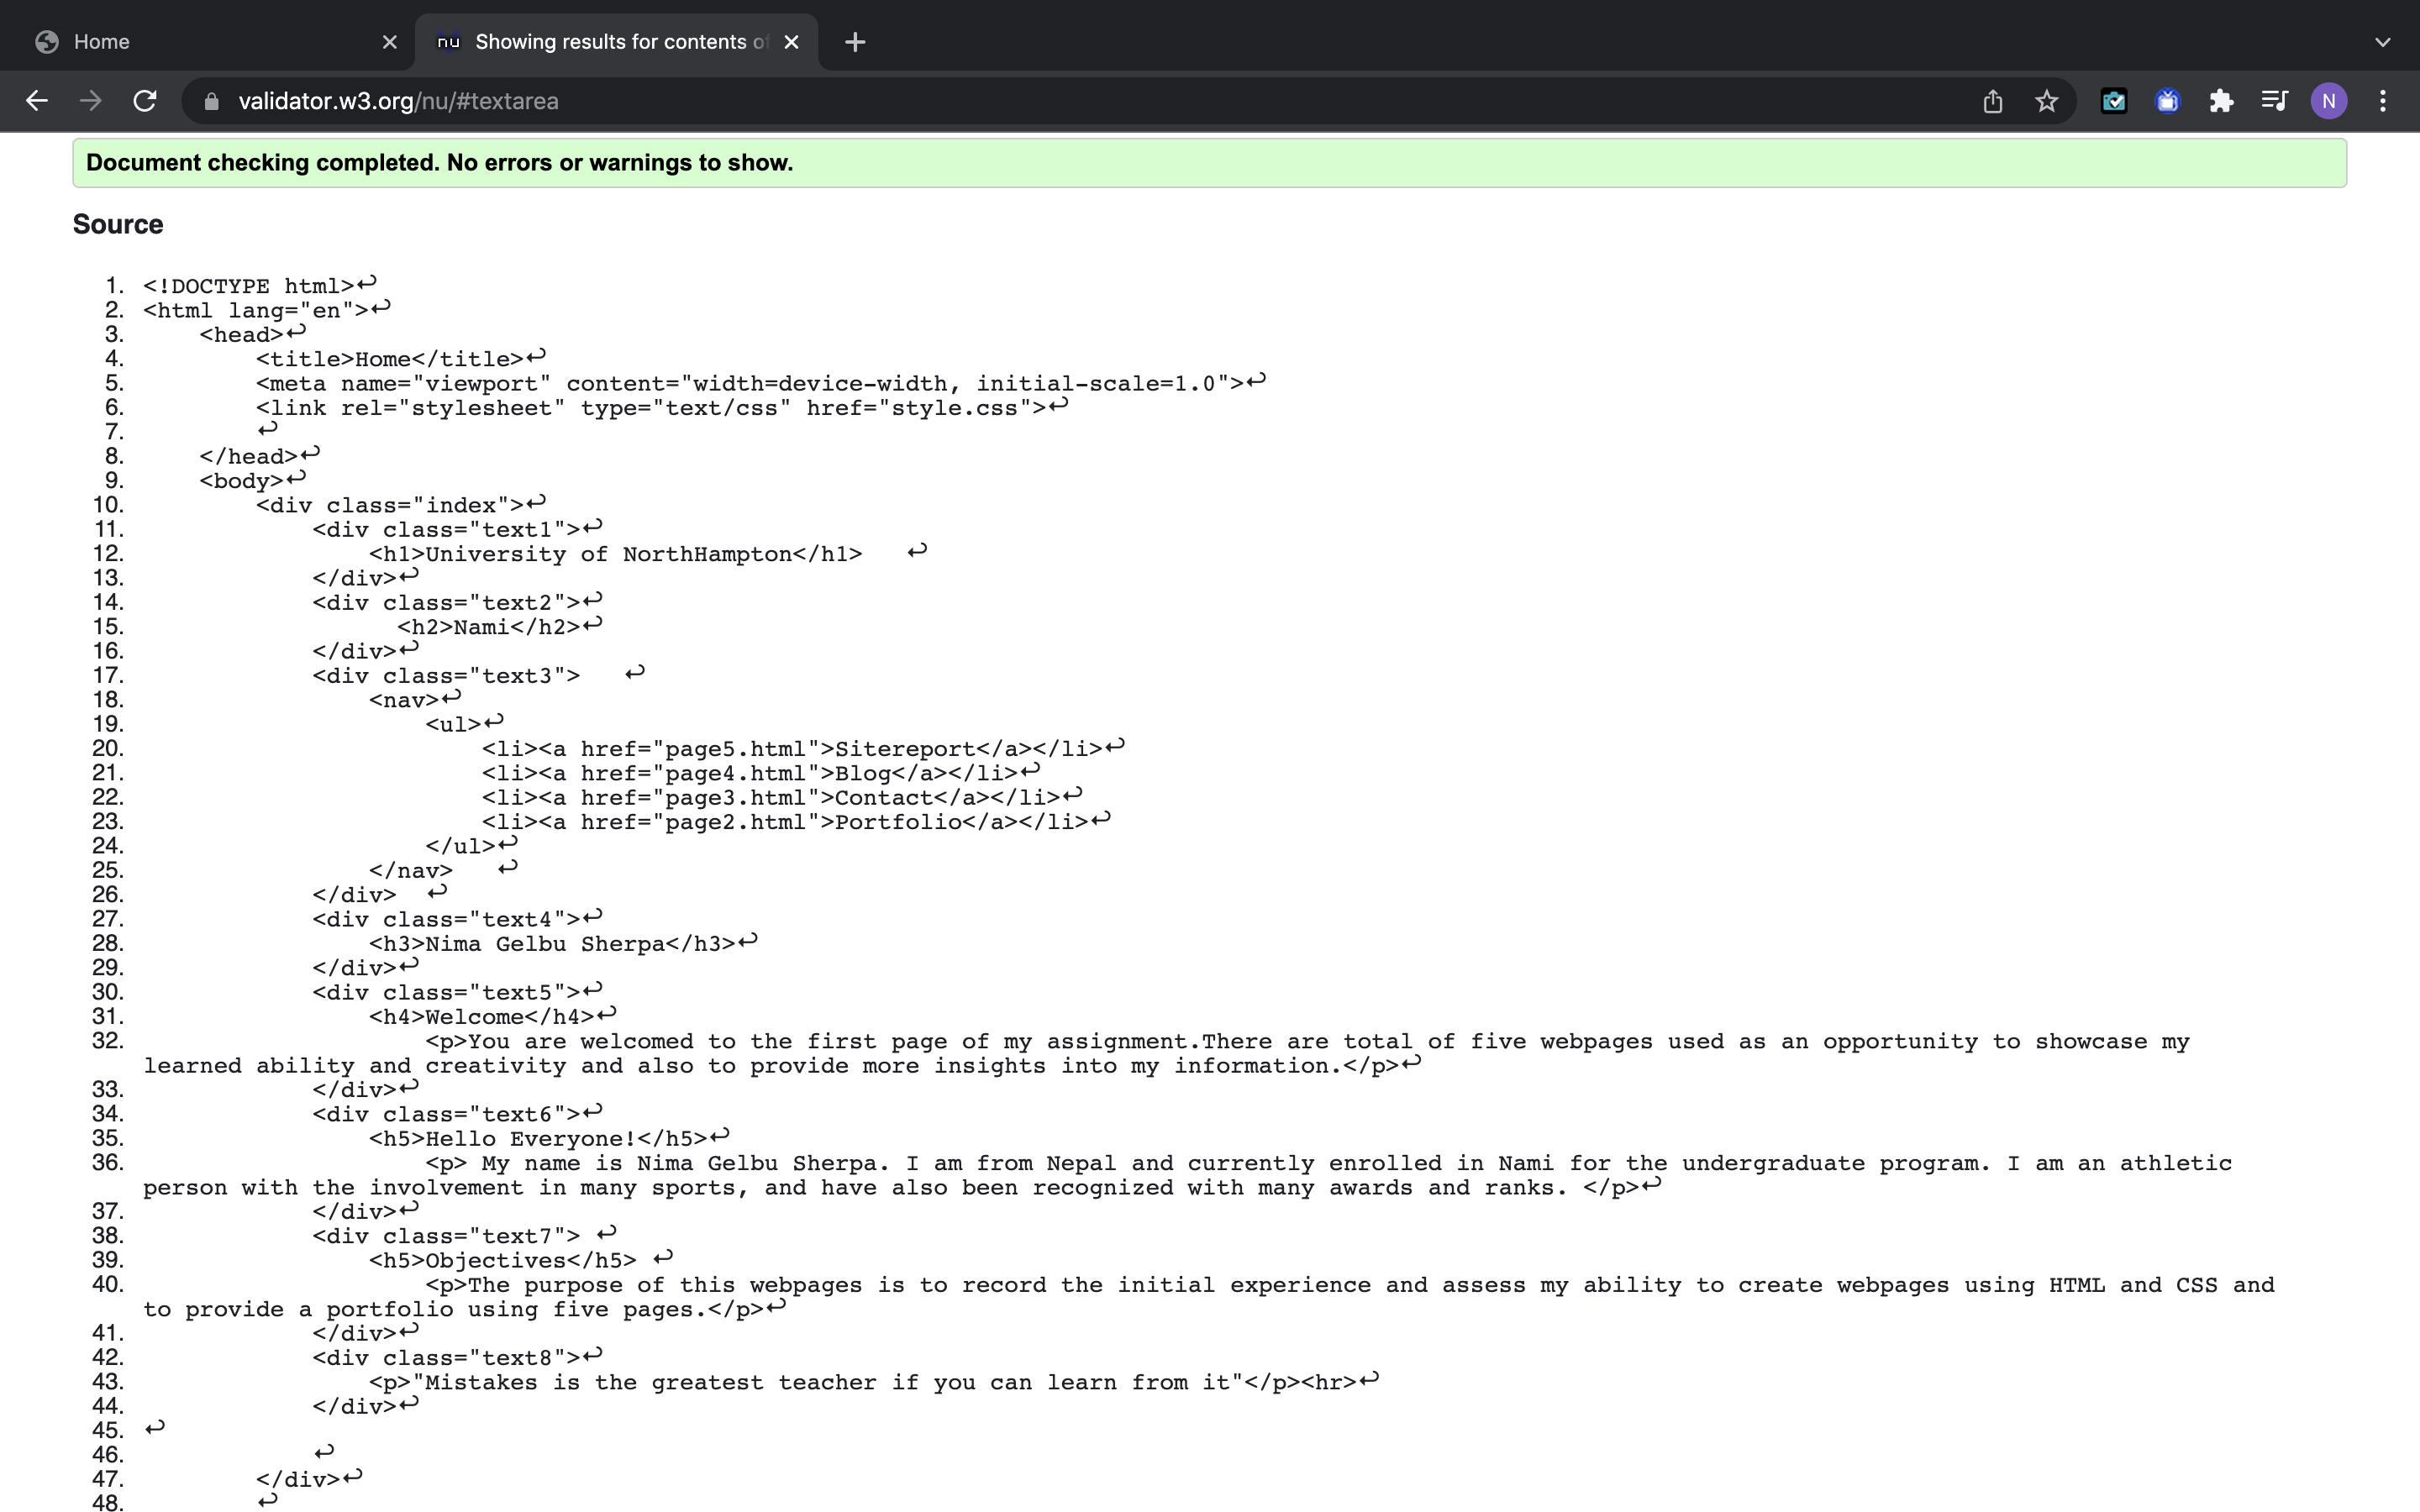 Home
nu Showing results for contents of
validator.w3.org/nu/#textarea
N
Document checking completed. No errors or warnings to show.
Source
1. <!DOCTYPE html>↩
2. <html lang="en">↩
3. <head>↩
4. <title>Home</title>↩
5. <meta name="viewport" content="width=device-width, initial-scale=1.0">↩
6. <link rel="stylesheet" type="text/css" href="style.css">↩
7. ↩
8. </head>↩
9. <body>↩
10. <div class="index">↩
11. <div class="text1">↩
12. <h1>University of NorthHampton</h1> ↩
13. </div>↩
14. <div class="text2">↩
15. <h2>Nami</h2>↩
16. </div>↩
17. <div class="text3"> ↩
18. <nav>↩
19. <ul>↩
20. <li><a href="page5.html">Sitereport</a></li>↩
21. <li><a href="page4.html">Blog</a></li>↩
22. <li><a href="page3.html">Contact</a></li>↩
23. <li><a href="page2.html">Portfolio</a></li>↩
24. </ul>↩
25. </nav> ↩
26. </div> ↩
27. <div class="text4">↩
28. <h3>Nima Gelbu Sherpa</h3>↩
29. </div>↩
30. <div class="text5">↩
31. <h4>Welcome</h4>↩
32. <p>You are welcomed to the first page of my assignment.There are total of five webpages used as an opportunity to showcase my
learned ability and creativity and also to provide more insights into my information.</p>↩
33. </div>↩
34. <div class="text6">↩
35. <h5>Hello Everyone!</h5>↩
36. <p> My name is Nima Gelbu Sherpa. I am from Nepal and currently enrolled in Nami for the undergraduate program. I am an athletic
person with the involvement in many sports, and have also been recognized with many awards and ranks. </p>↩
37. </div>↩
38. <div class="text7"> ↩
39. <h5>Objectives</h5> ↩
40. <p>The purpose of this webpages is to record the initial experience and assess my ability to create webpages using HTML and CSS and
to provide a portfolio using five pages.</p>↩
41. </div>↩
42. <div class="text8">↩
43. <p>"Mistakes is the greatest teacher if you can learn from it"</p><hr>↩
44. </div>↩
45. ↩
46. ↩
47. </div>↩
48. ↩